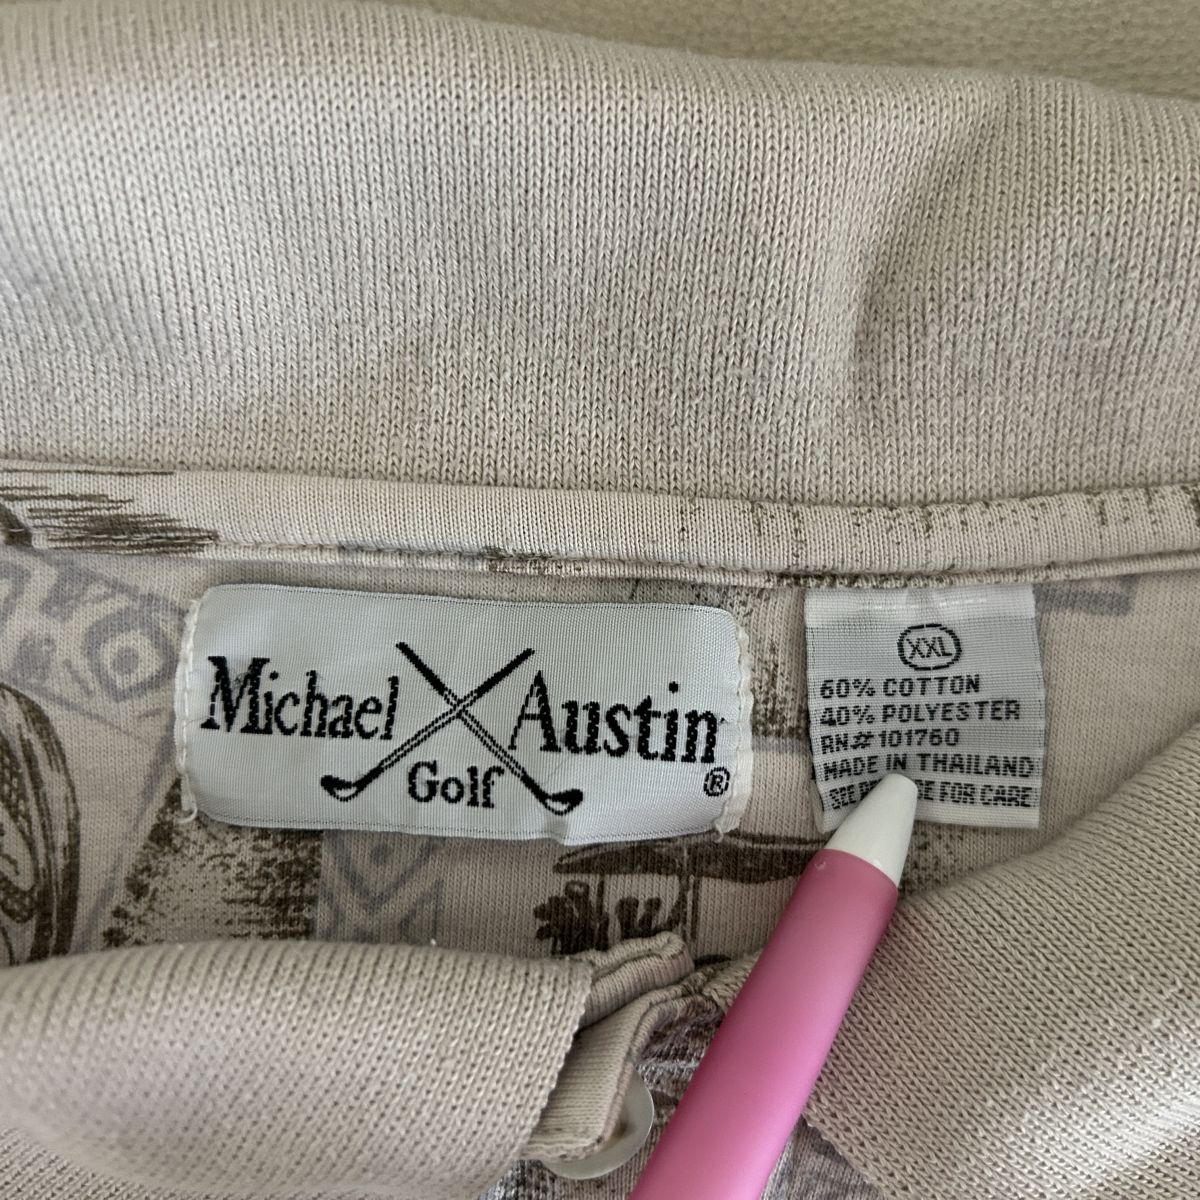 Michael Austin
Golf ®
XXL
60% COTTON
40% POLYESTER
RN# 101760
MADE IN THAILAND
SEE FOR CARE